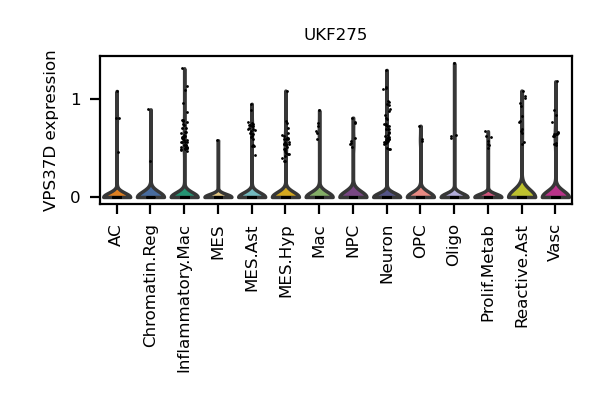 UKF275
VPS37D expression
1
0
AC
Chromatin.Reg
Inflammatory.Mac
MES
MES.Ast
MES.Hyp
Mac
NPC
Neuron
OPC
Oligo
Prolif.Metab
Reactive.Ast
Vasc